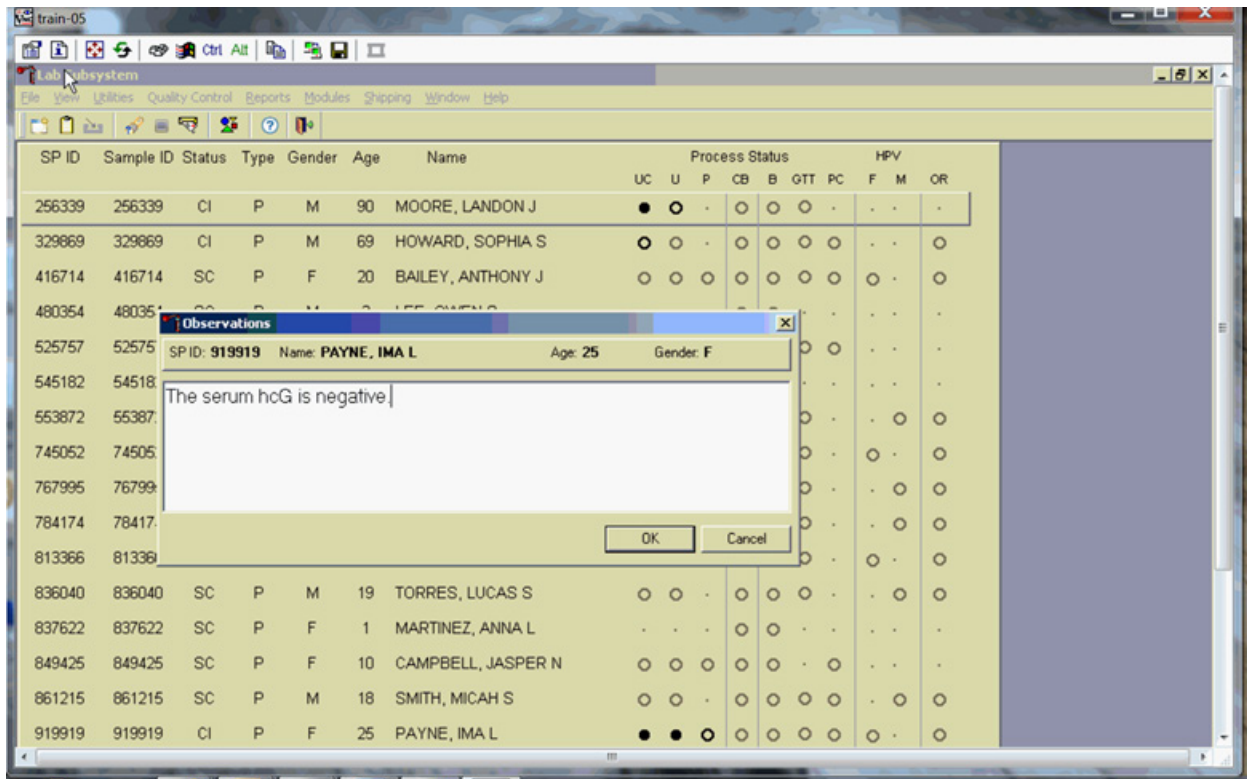 train-05
Ctrl Alt
Lab Subsystem
File View Utilities Quality Control Reports Modules Shipping Window Help
SP ID Sample ID Status Type Gender Age Name Process Status HPV
UC U P CB B GTT PC F M OR
256339 256339 CI P M 90 MOORE, LANDON J
329869 329869 CI P M 69 HOWARD, SOPHIA S
416714 416714 SC P F 20 BAILEY, ANTHONY J
480354
Observations
525757 SP ID: 919919 Name: PAYNE, IMA L Age: 25 Gender: F
545182
The serum hcG is negative.
553872
745052
767995
784174
OK Cancel
813366
836040 836040 SC P M 19 TORRES, LUCAS S
837622 837622 SC P F 1 MARTINEZ, ANNA L
849425 849425 SC P F 10 CAMPBELL, JASPER N
861215 861215 SC P M 18 SMITH, MICAH S
919919 919919 CI P F 25 PAYNE, IMA L